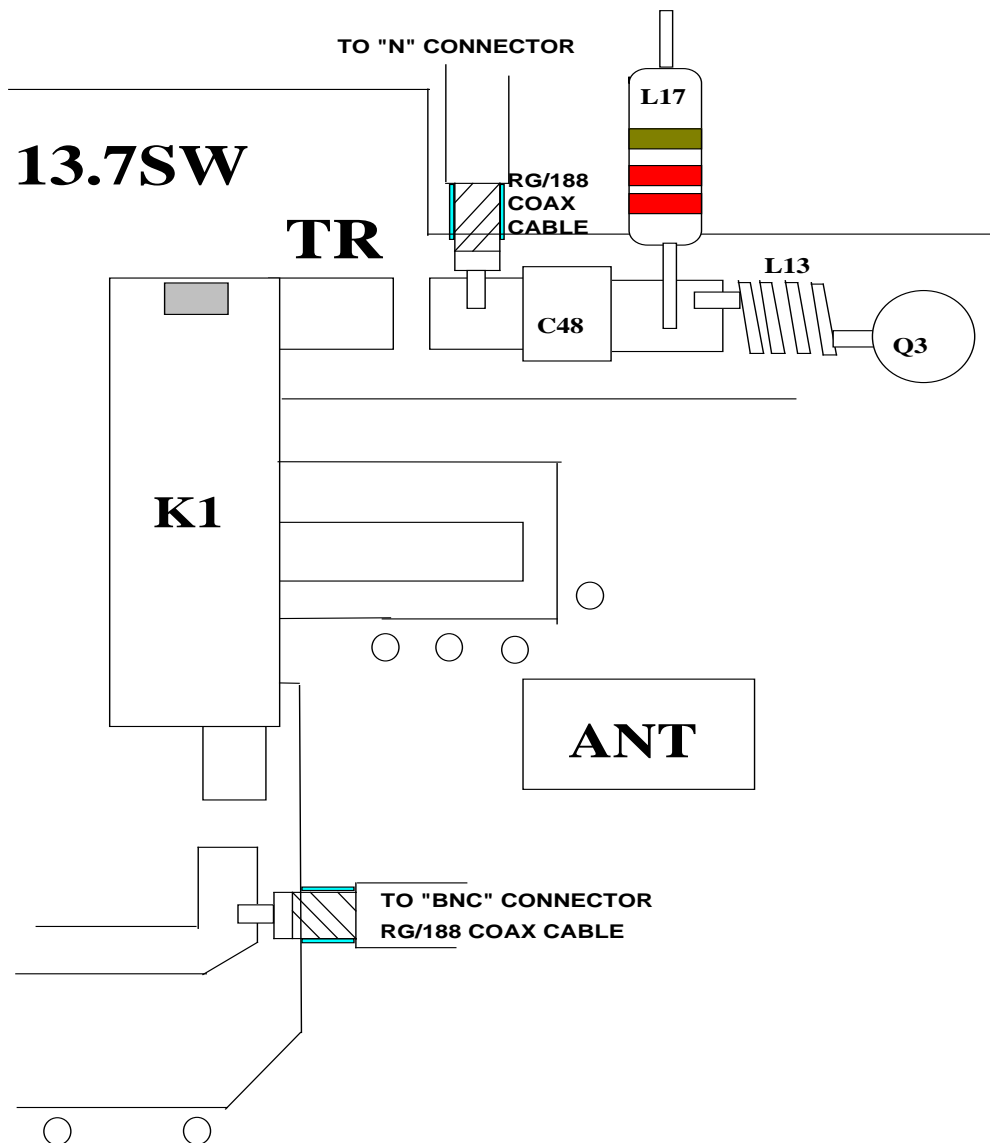 TO "N" CONNECTOR
L17
13.7SW
RG/188
COAX
CABLE
TR
L13
C48
Q3
K1
ANT
TO "BNC" CONNECTOR
RG/188 COAX CABLE